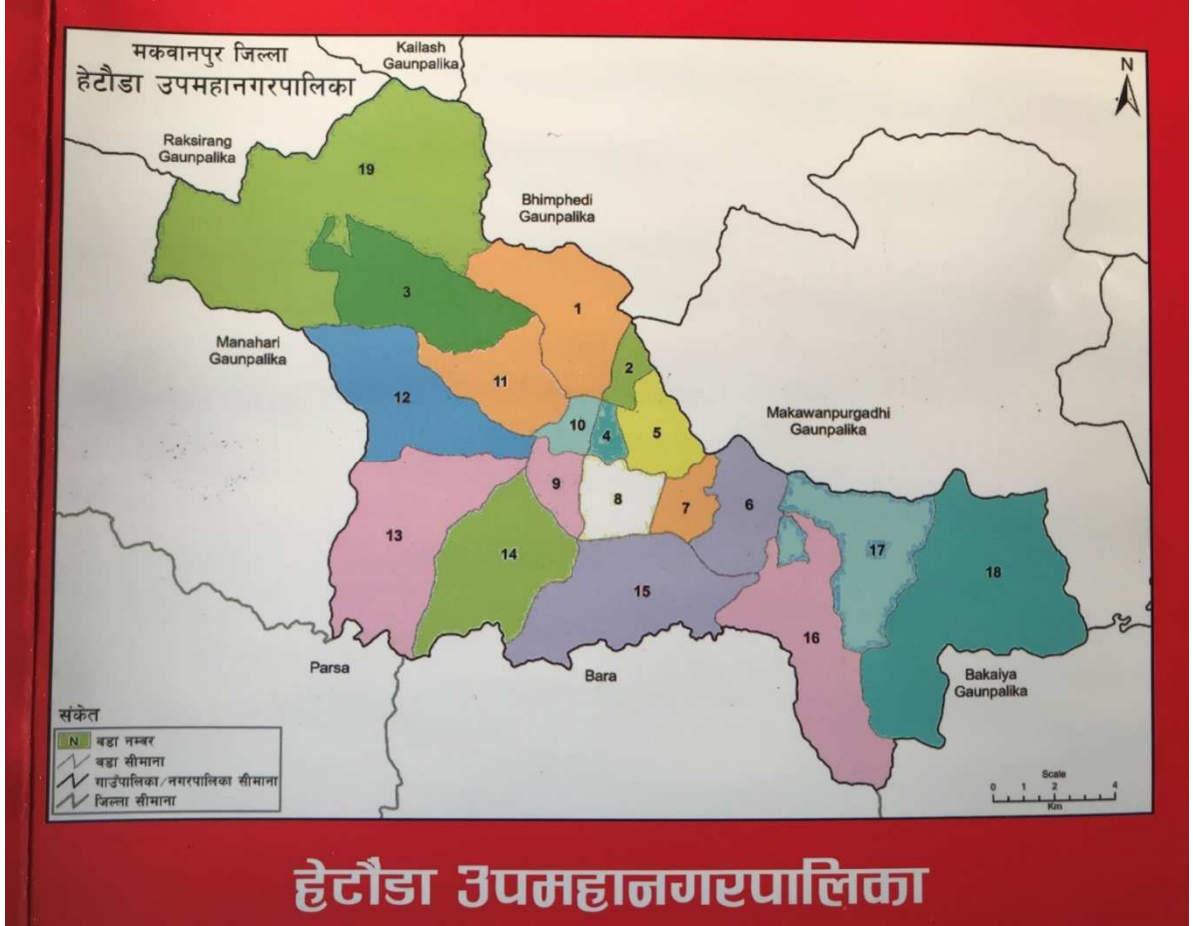 मकवानपुर जिल्ला
हेटौडा उपमहानगरपालिका
Kailash
Gaunpalika
N
Raksirang
Gaunpalika
19
Bhimphedi
Gaunpalika
3
1
Manahari
Gaunpalika
2
11
12
Makawanpurgadhi
Gaunpalika
10
4
5
9
8
7
6
13
14
17
18
15
16
Parsa
Bara
Bakaiya
Gaunpalika
संकेत
N वडा नम्बर
वडा सीमाना
गाउँपालिका/नगरपालिका सीमाना
जिल्ला सीमाना
Scale
0 1 2 4
Km
हेटौडा उपमहानगरपालिका